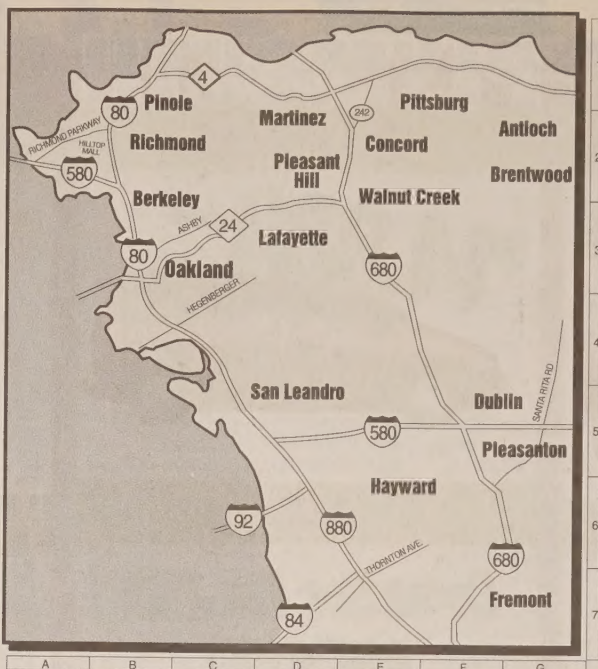 4
80
Pinole
Pittsburg
Martinez
242
RICHMOND PARKWAY
HILLTOP
MALL
Richmond
Concord
Antioch
2
580
Pleasant
Hill
Brentwood
Berkeley
Walnut Creek
ASHBY
24
Lafayette
80
Oakland
680
3
HEGENBERGER
4
San Leandro
Dublin
SANTA RITA RD
580
5
Pleasanton
Hayward
92
880
6
THORNTON AVE.
680
84
Fremont
7
A
B
C
D
E
F
G